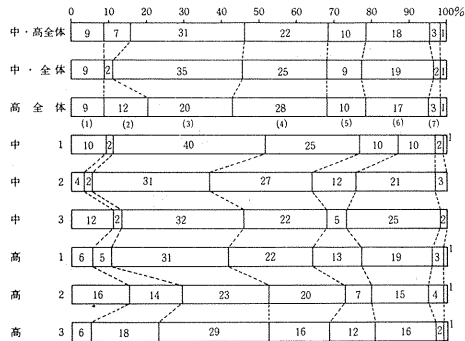 0 10 20 30 40 50 60 70 80 90 100%
中・高全体 9 7 31 22 10 18 3 1
中・全体 9 2 35 25 9 19 2 1
高全体 9 12 20 28 10 17 3 1
(1) (2) (3) (4) (5) (6) (7)
中 1 10 2 40 25 10 10 2 1
中 2 4 2 31 27 12 21 3
中 3 12 2 32 22 5 25 2
高 1 6 5 31 22 13 19 3 1
高 2 16 14 23 20 7 15 4 1
高 3 6 18 29 16 12 16 2 1